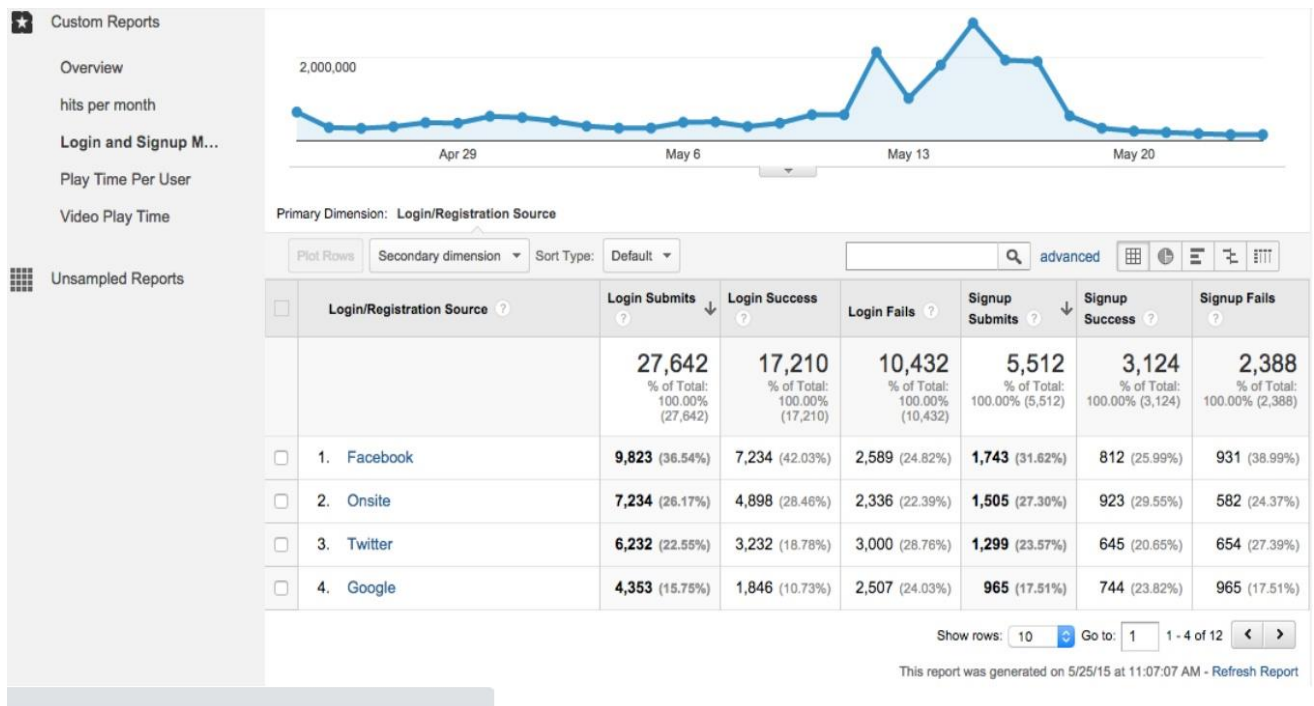 Custom Reports
Overview
hits per month
Login and Signup M...
Play Time Per User
Video Play Time
Unsampled Reports
2,000,000
Apr 29 May 6 May 13 May 20
Primary Dimension: Login/Registration Source
Plot Rows Secondary dimension Sort Type: Default advanced
Login/Registration Source ? Login Submits ? Login Success ? Login Fails ? Signup Submits ? Signup Success ? Signup Fails ?
27,642 17,210 10,432 5,512 3,124 2,388
% of Total: 100.00% (27,642) % of Total: 100.00% (17,210) % of Total: 100.00% (10,432) % of Total: 100.00% (5,512) % of Total: 100.00% (3,124) % of Total: 100.00% (2,388)
1. Facebook 9,823 (36.54%) 7,234 (42.03%) 2,589 (24.82%) 1,743 (31.62%) 812 (25.99%) 931 (38.99%)
2. Onsite 7,234 (26.17%) 4,898 (28.46%) 2,336 (22.39%) 1,505 (27.30%) 923 (29.55%) 582 (24.37%)
3. Twitter 6,232 (22.55%) 3,232 (18.78%) 3,000 (28.76%) 1,299 (23.57%) 645 (20.65%) 654 (27.39%)
4. Google 4,353 (15.75%) 1,846 (10.73%) 2,507 (24.03%) 965 (17.51%) 744 (23.82%) 965 (17.51%)
Show rows: 10 Go to: 1 1 - 4 of 12
This report was generated on 5/25/15 at 11:07:07 AM - Refresh Report